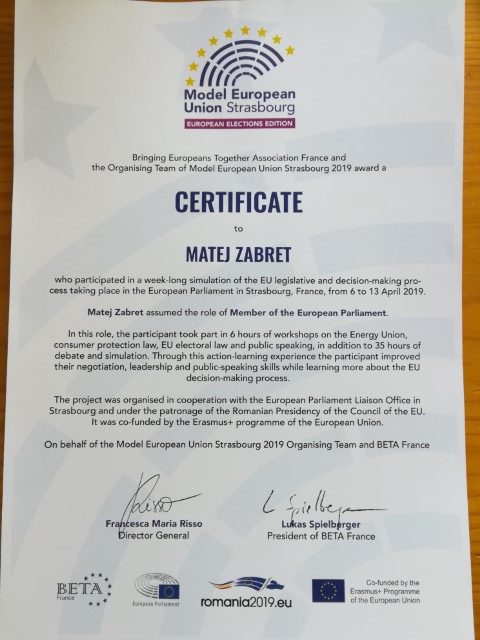 Model European
Union Strasbourg
EUROPEAN ELECTIONS EDITION
Bringing Europeans Together Association France and
the Organising Team of Model European Union Strasbourg 2019 award a
CERTIFICATE
to
MATEJ ZABRET
who participated in a week-long simulation of the EU legislative and decision-making pro-
cess taking place in the European Parliament in Strasbourg, France, from 6 to 13 April 2019.
Matej Zabret assumed the role of Member of the European Parliament.
In this role, the participant took part in 6 hours of workshops on the Energy Union,
consumer protection law, EU electoral law and public speaking, in addition to 35 hours of
debate and simulation. Through this action-learning experience the participant improved
their negotiation, leadership and public-speaking skills while learning more about the EU
decision-making process.
The project was organised in cooperation with the European Parliament Liaison Office in
Strasbourg and under the patronage of the Romanian Presidency of the Council of the EU.
It was co-funded by the Erasmus+ programme of the European Union.
On behalf of the Model European Union Strasbourg 2019 Organising Team and BETA France
Risso
L Spielberger
Francesca Maria Risso
Director General
Lukas Spielberger
President of BETA France
BETA
France
European Parliament
romania2019.eu
Co-funded by the
Erasmus+ Programme
of the European Union